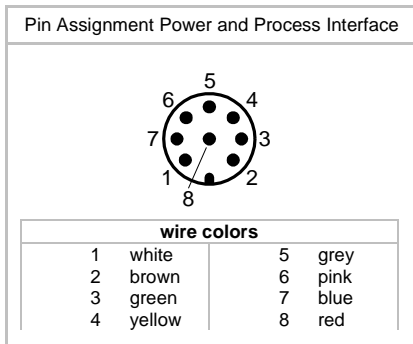 Pin Assignment Power and Process Interface
5
6 4
7 3
1 2
8
wire colors
1 white 5 grey
2 brown 6 pink
3 green 7 blue
4 yellow 8 red